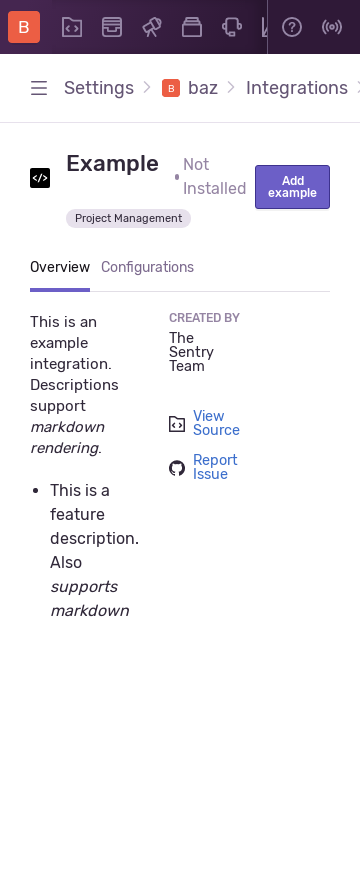 B
Settings
B baz
Integrations
Example
Not
Installed
Add
example
Project Management
Overview
Configurations
This is an
example
integration.
Descriptions
support
markdown
rendering.
This is a
feature
description.
Also
supports
markdown
CREATED BY
The
Sentry
Team
View
Source
Report
Issue